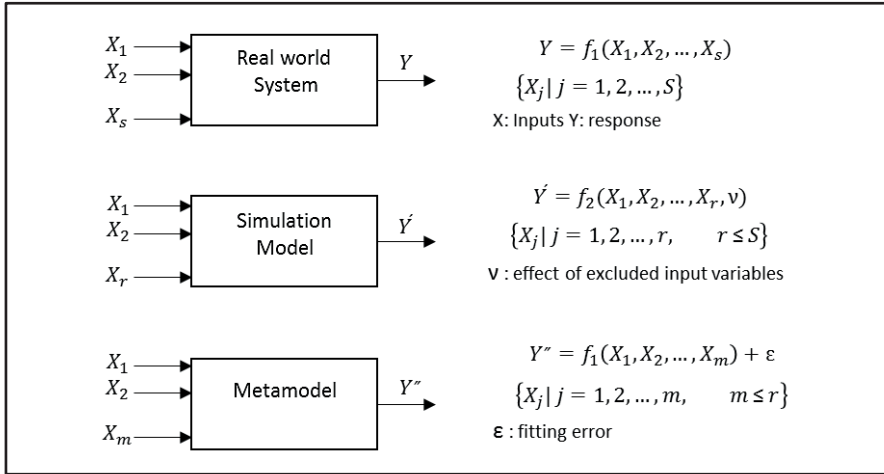 X₁
X₂
Xₛ
Real world
System
Y
Y = f₁(X₁, X₂, ..., Xₛ)
{Xⱼ| j = 1, 2, ..., S}
X: Inputs Y: response
X₁
X₂
Xᵣ
Simulation
Model
Y՛
Y՛ = f₂(X₁, X₂, ..., Xᵣ, ν)
{Xⱼ| j = 1, 2, ..., r, r ≤ S}
ν : effect of excluded input variables
X₁
X₂
Xₘ
Metamodel
Y″
Y″ = f₁(X₁, X₂, ..., Xₘ) + ε
{Xⱼ| j = 1, 2, ..., m, m ≤ r}
ε : fitting error